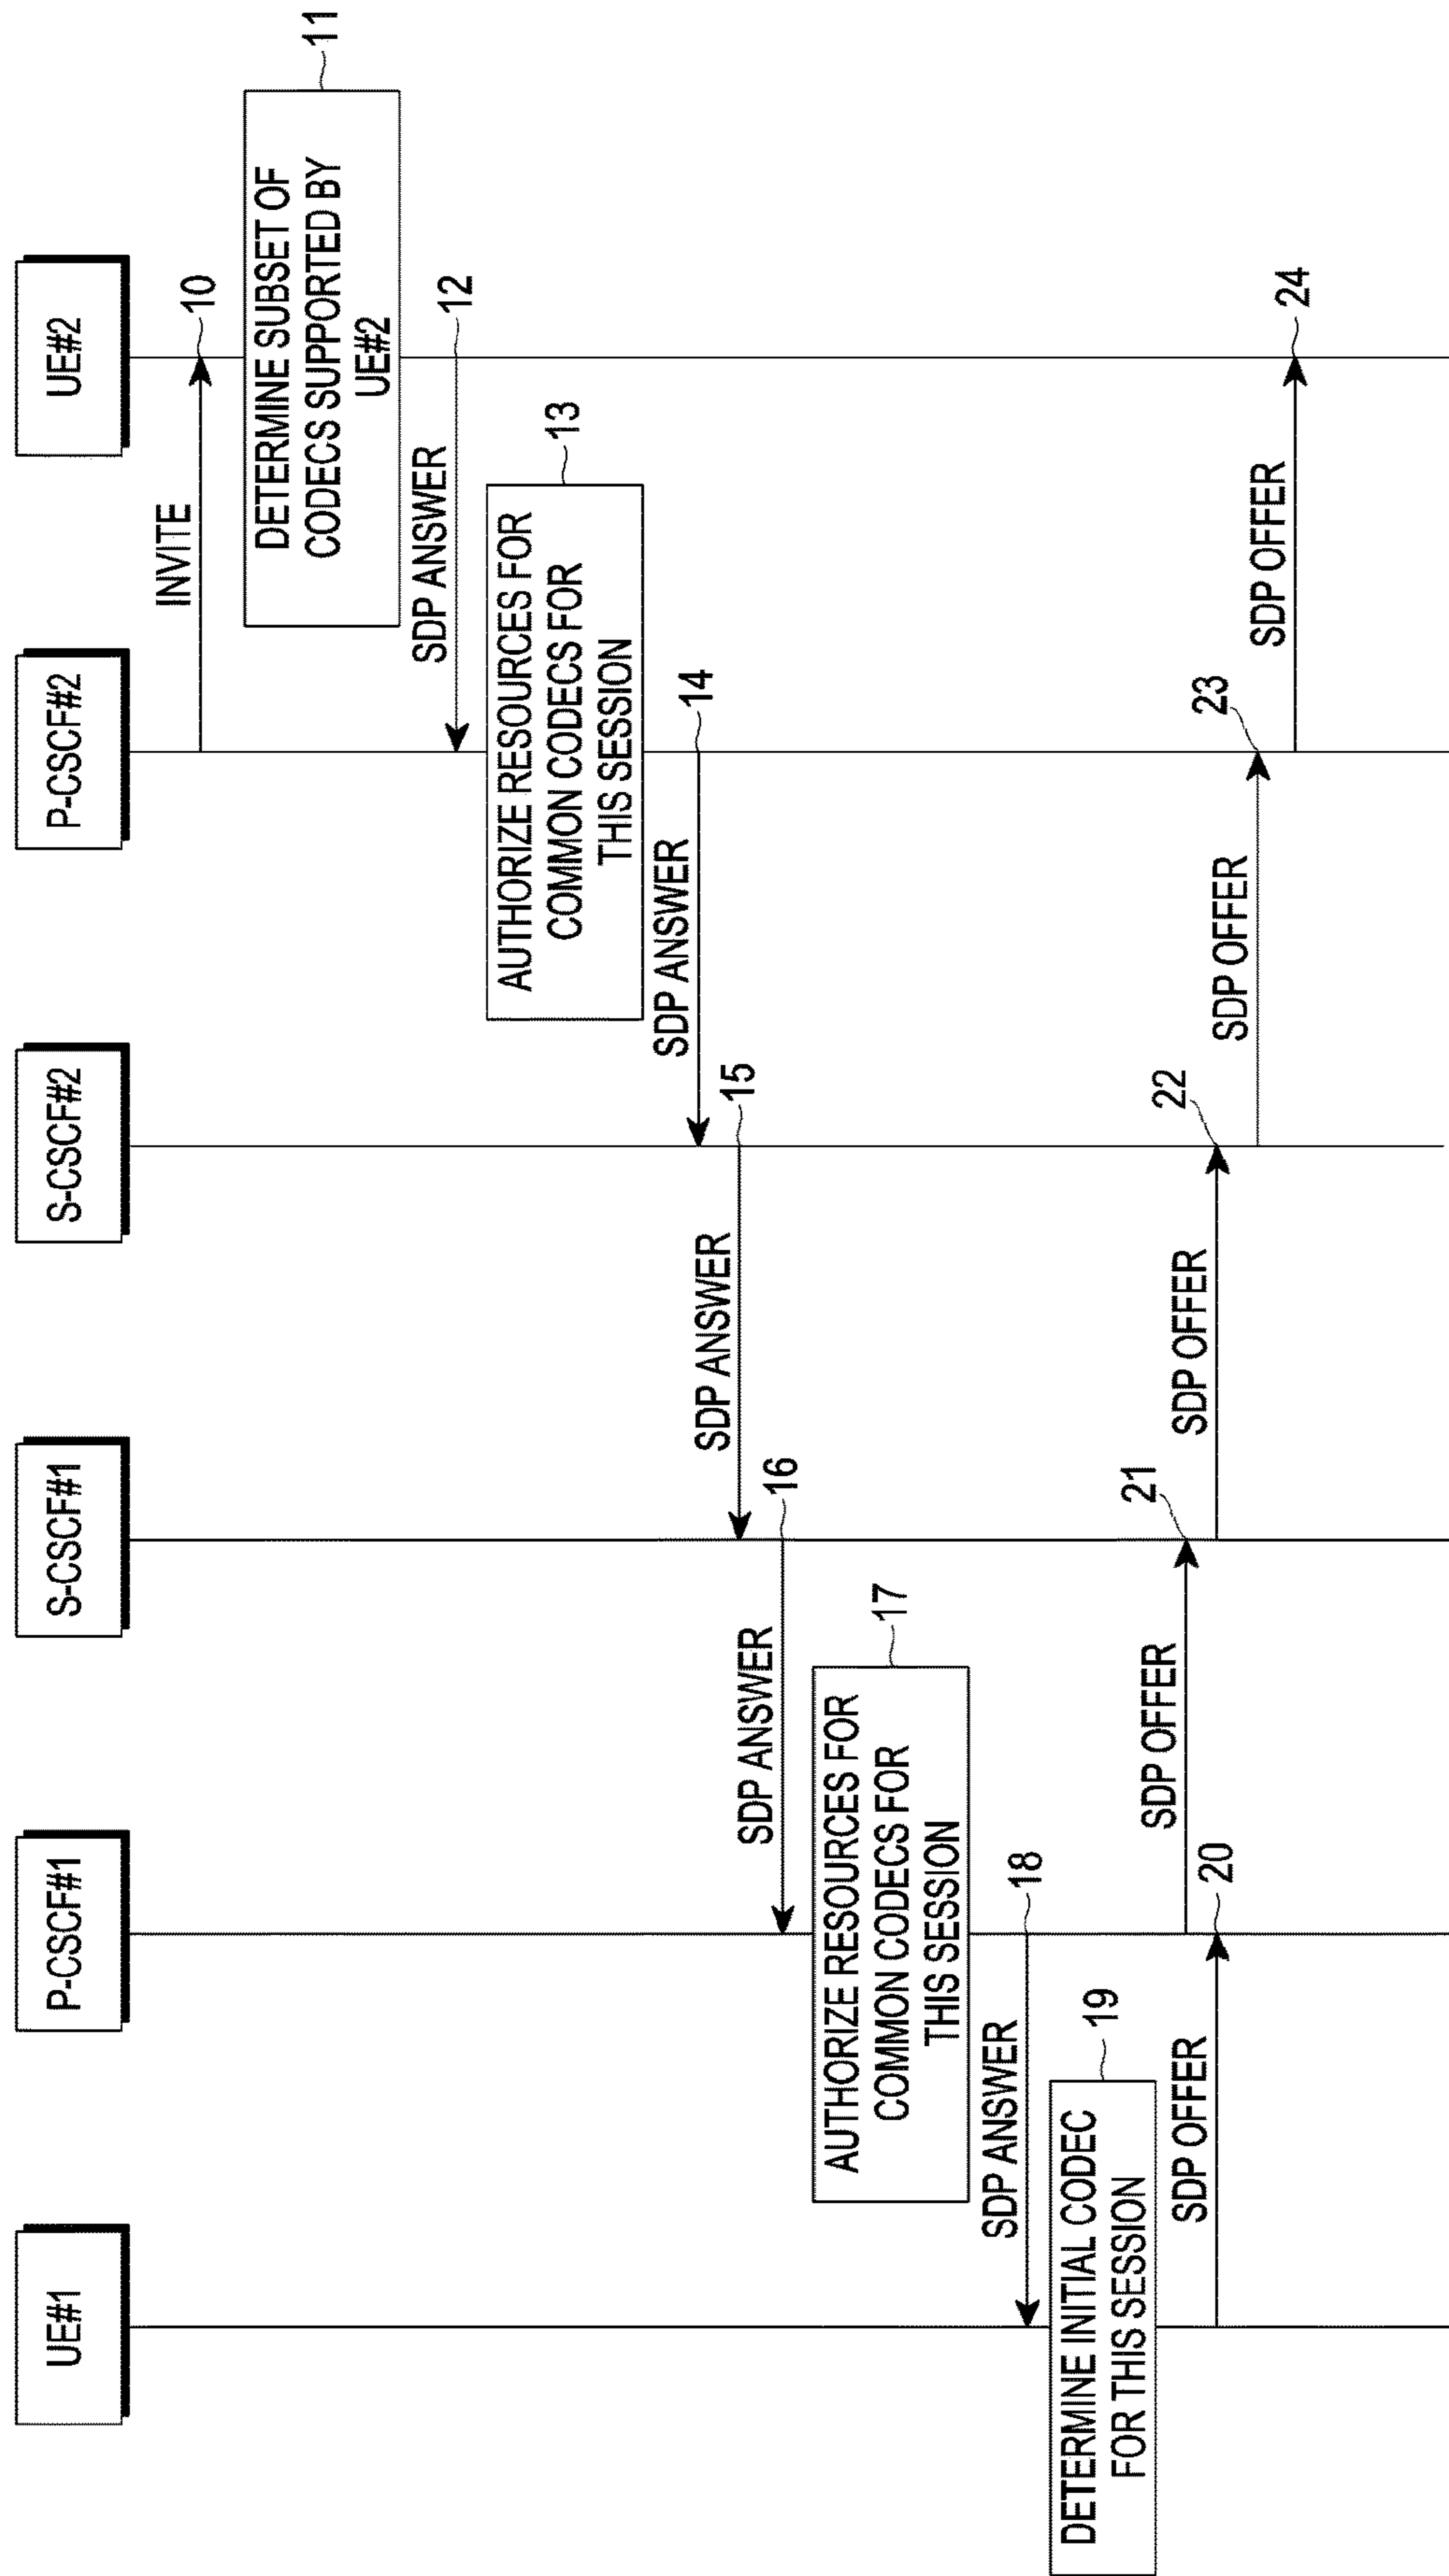 UE#1
P-CSCF#1
S-CSCF#1
S-CSCF#2
P-CSCF#2
UE#2
INVITE
10
DETERMINE SUBSET OF
CODECS SUPPORTED BY
UE#2
11
SDP ANSWER
12
AUTHORIZE RESOURCES FOR
COMMON CODECS FOR
THIS SESSION
13
SDP ANSWER
14
SDP ANSWER
15
SDP ANSWER
16
AUTHORIZE RESOURCES FOR
COMMON CODECS FOR
THIS SESSION
17
SDP ANSWER
18
DETERMINE INITIAL CODEC
FOR THIS SESSION
19
SDP OFFER
20
SDP OFFER
21
SDP OFFER
22
SDP OFFER
23
SDP OFFER
24